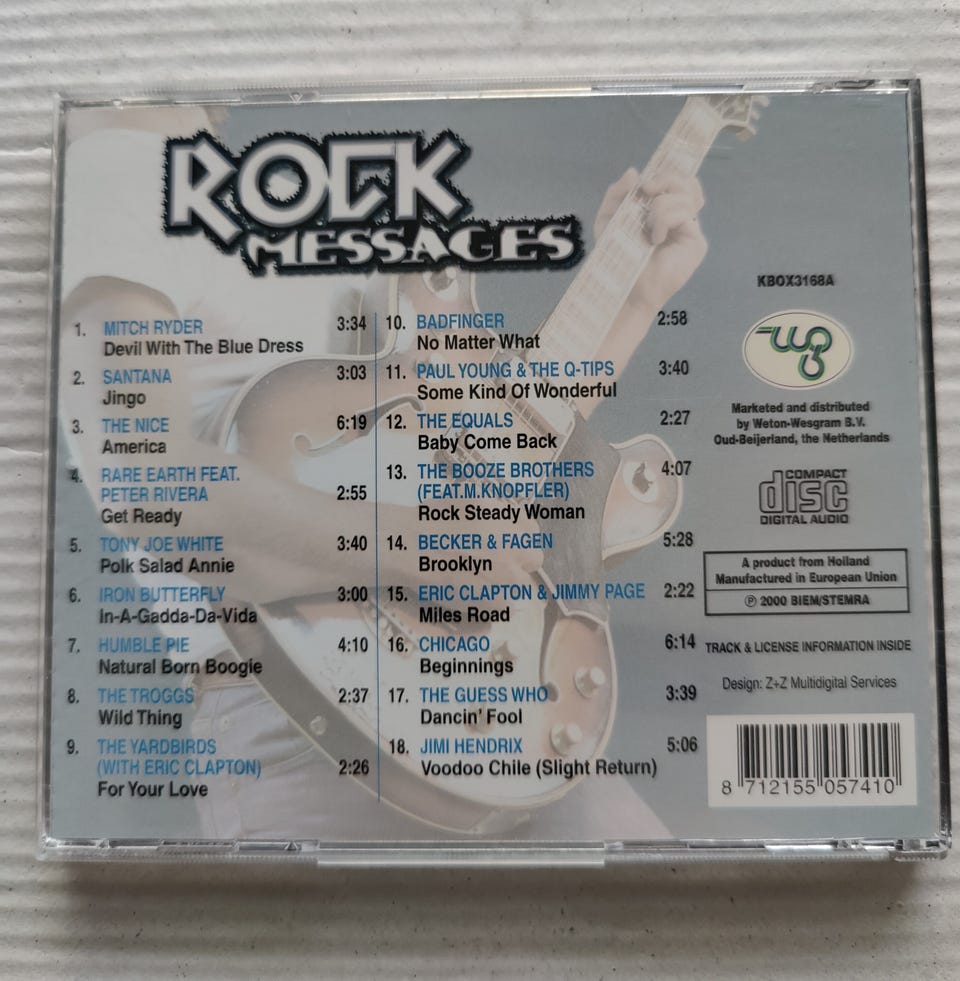 ROCK
MESSAGES
1. MITCH RYDER 3:34
Devil With The Blue Dress
2. SANTANA 3:03
Jingo
3. THE NICE 6:19
America
4. RARE EARTH FEAT.
PETER RIVERA 2:55
Get Ready
5. TONY JOE WHITE 3:40
Polk Salad Annie
6. IRON BUTTERFLY 3:00
In-A-Gadda-Da-Vida
7. HUMBLE PIE 4:10
Natural Born Boogie
8. THE TROGGS 2:37
Wild Thing
9. THE YARDBIRDS
(WITH ERIC CLAPTON) 2:26
For Your Love
10. BADFINGER 2:58
No Matter What
11. PAUL YOUNG & THE Q-TIPS 3:40
Some Kind Of Wonderful
12. THE EQUALS 2:27
Baby Come Back
13. THE BOOZE BROTHERS 4:07
(FEAT.M.KNOPFLER)
Rock Steady Woman
14. BECKER & FAGEN 5:28
Brooklyn
15. ERIC CLAPTON & JIMMY PAGE 2:22
Miles Road
16. CHICAGO 6:14
Beginnings
17. THE GUESS WHO 3:39
Dancin' Fool
18. JIMI HENDRIX 5:06
Voodoo Chile (Slight Return)
KBOX3168A
wg
Marketed and distributed
by Weton-Wesgram B.V.
Oud-Beijerland, the Netherlands
COMPACT
disc
DIGITAL AUDIO
A product from Holland
Manufactured in European Union
℗ 2000 BIEM/STEMRA
TRACK & LICENSE INFORMATION INSIDE
Design: Z+Z Multidigital Services
8 712155 057410